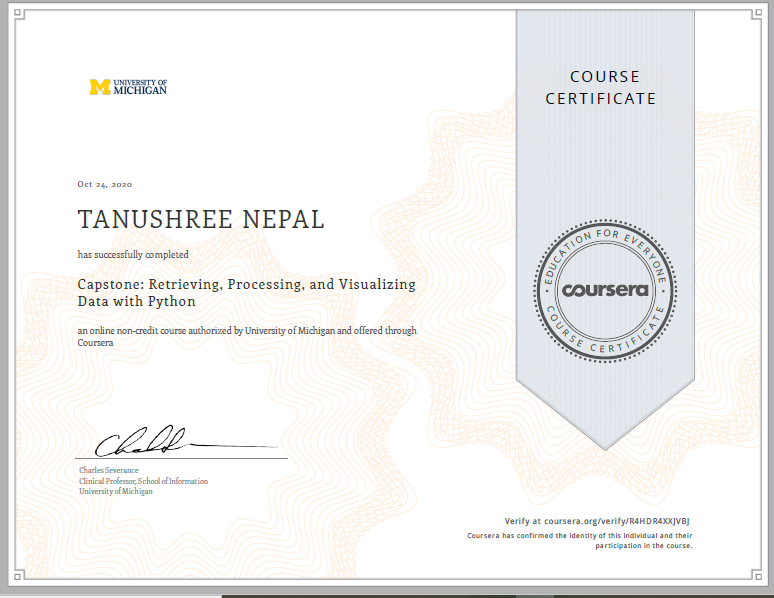 UNIVERSITY OF
MICHIGAN
COURSE
CERTIFICATE
Oct 24, 2020
TANUSHREE NEPAL
has successfully completed
Capstone: Retrieving, Processing, and Visualizing
Data with Python
an online non-credit course authorized by University of Michigan and offered through
Coursera
EDUCATION FOR EVERYONE
coursera
COURSE CERTIFICATE
Charles Severance
Clinical Professor, School of Information
University of Michigan
Verify at coursera.org/verify/R4HDR4XXJVBJ
Coursera has confirmed the identity of this individual and their
participation in the course.